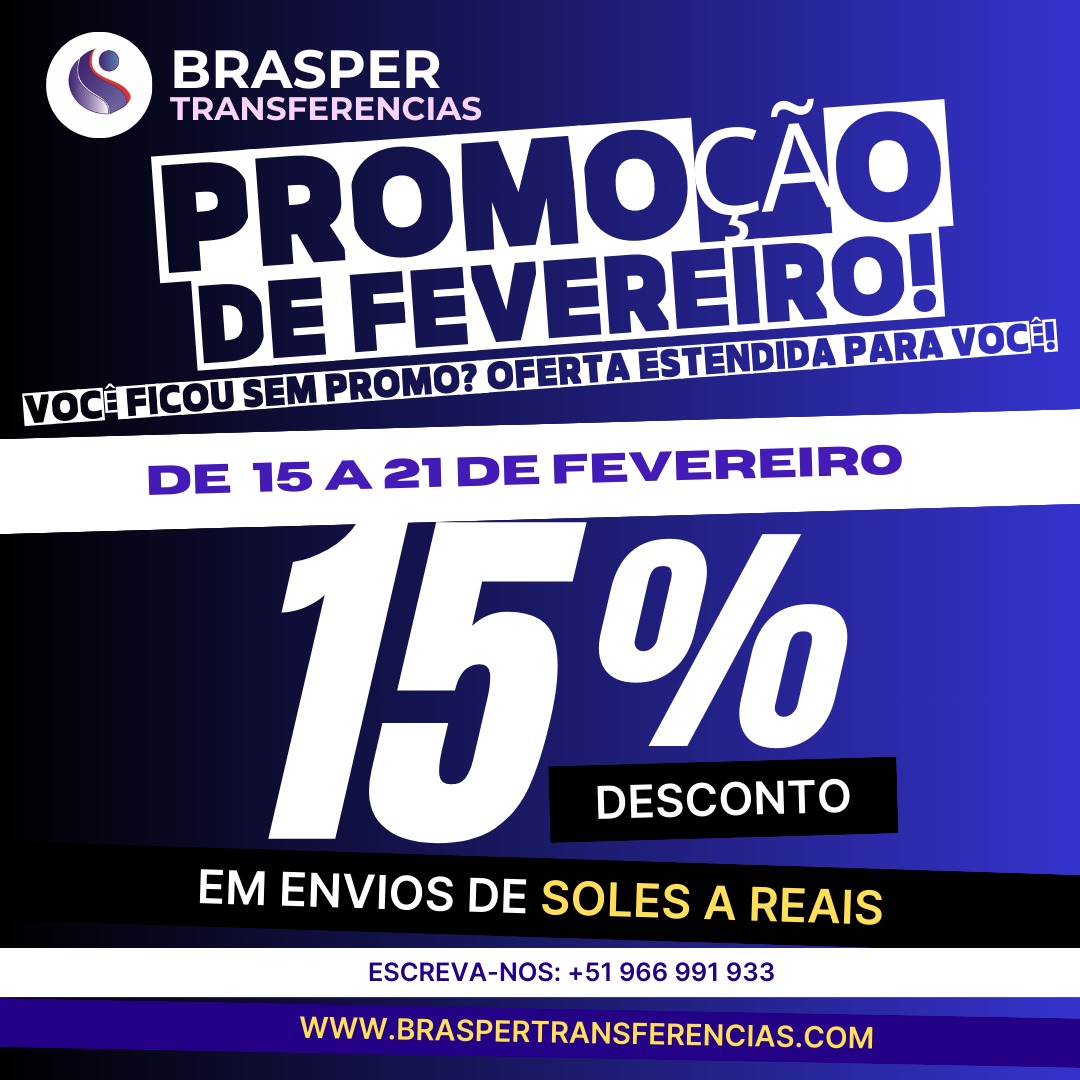 BRASPER
TRANSFERENCIAS
PROMOÇÃO
DE FEVEREIRO!
VOCÊ FICOU SEM PROMO? OFERTA ESTENDIDA PARA VOCÊ!
DE 15 A 21 DE FEVEREIRO
15%
DESCONTO
EM ENVIOS DE SOLES A REAIS
ESCREVA-NOS: +51 966 991 933
WWW.BRASPERTRANSFERENCIAS.COM